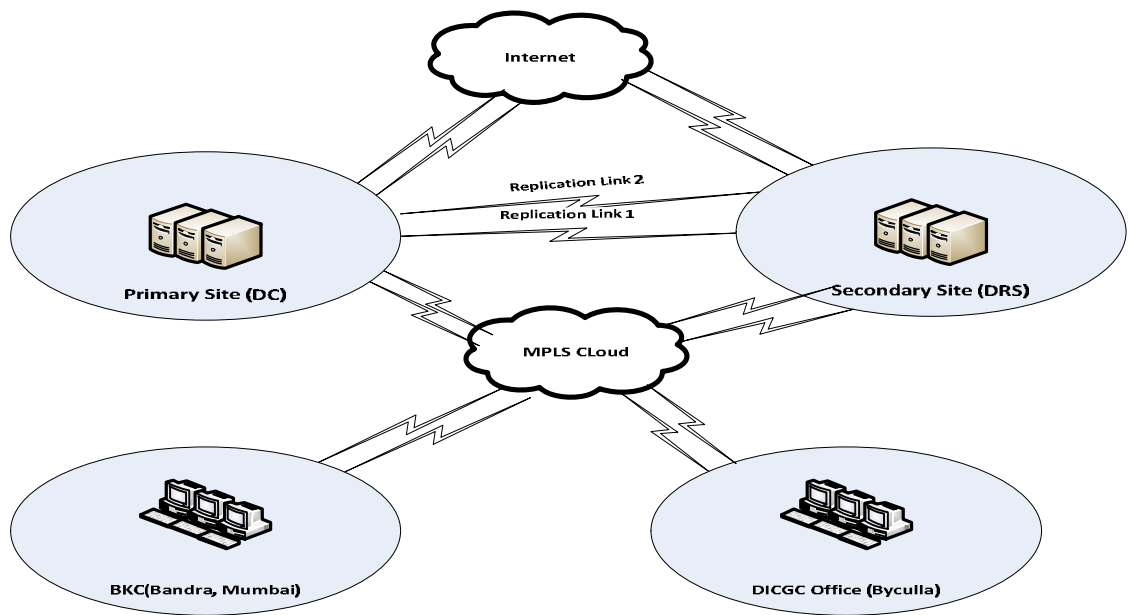 Internet
Replication Link 2
Replication Link 1
Primary Site (DC)
Secondary Site (DRS)
MPLS CLoud
BKC(Bandra, Mumbai)
DICGC Office (Byculla)